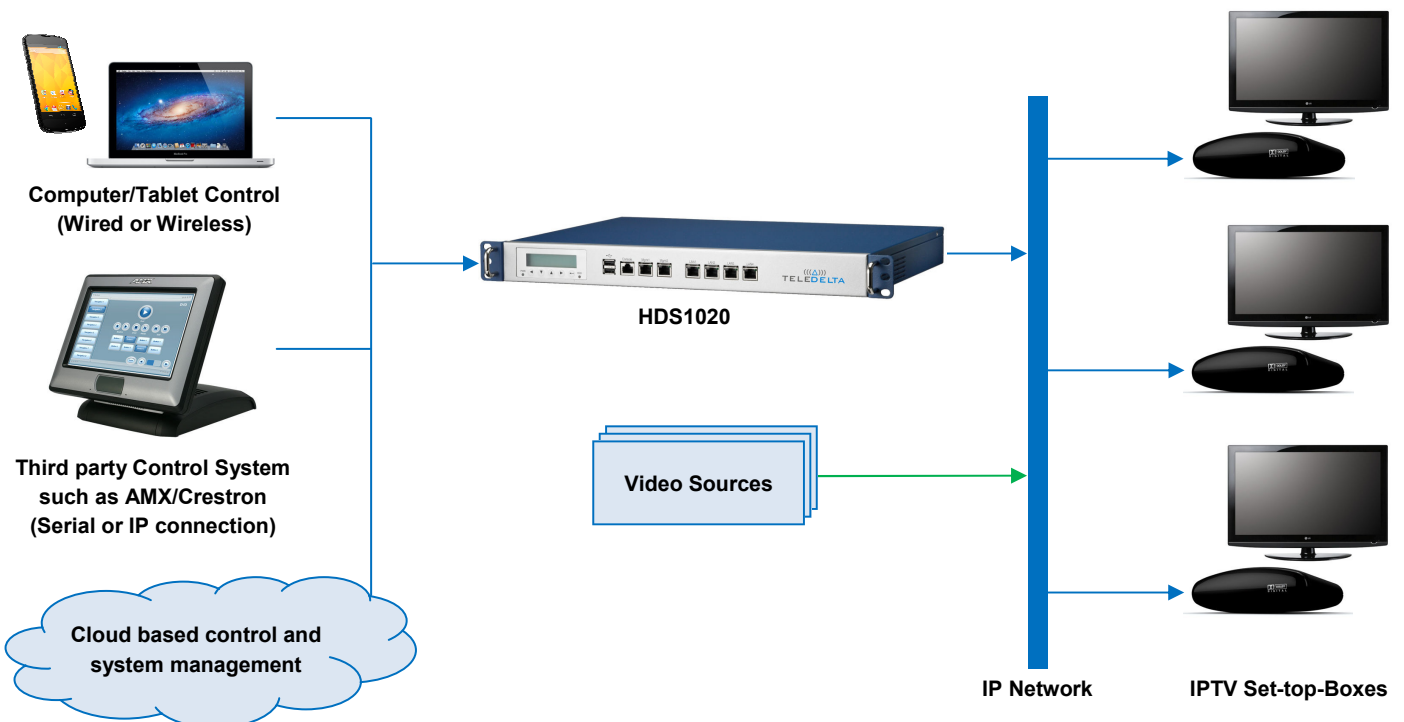 Computer/Tablet Control
(Wired or Wireless)
Third party Control System
such as AMX/Crestron
(Serial or IP connection)
Cloud based control and
system management
TELEDELTA
HDS1020
Video Sources
IP Network
IPTV Set-top-Boxes